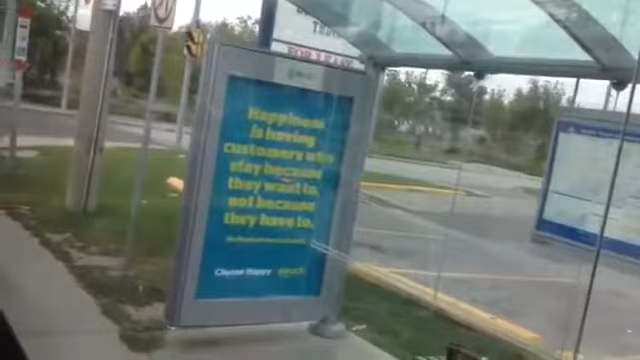 FOR LEASE
Happiness
is having
customers who
stay because
they want to,
not because
they have to.
Choose Happy